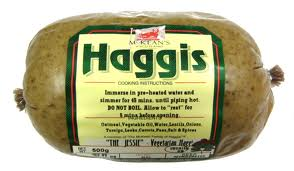 McKEAN'S
Haggis
COOKING INSTRUCTIONS
Immerse in pre-heated water and
simmer for 45 mins. until piping hot.
DO NOT BOIL. Allow to "rest" for
5 mins before opening.
INGREDIENTS
Oatmeal, Vegetable Oil, Water, Lentils, Onions,
Turnips, Leeks, Carrots, Peas, Salt & Spices
"THE JESSIE" - Vegetarian Haggis
500g